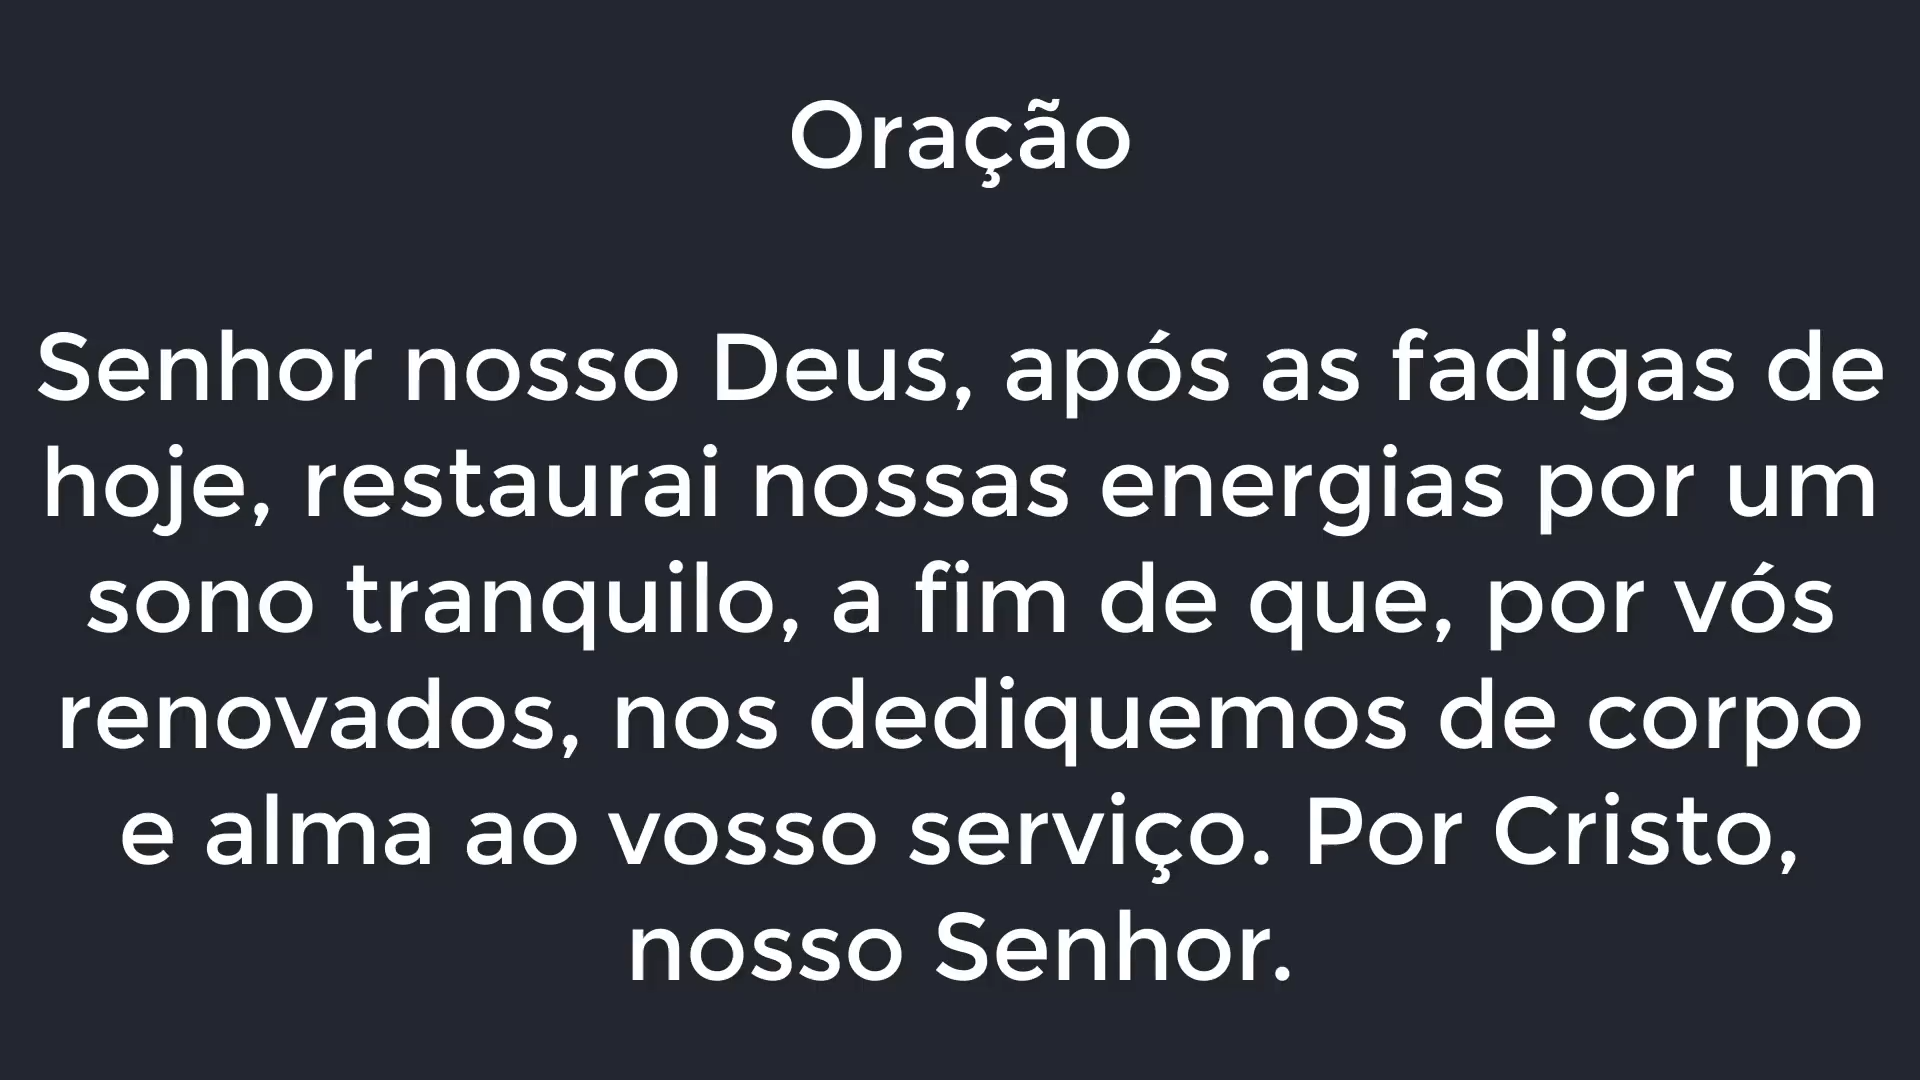 Oração
Senhor nosso Deus, após as fadigas de
hoje, restaurai nossas energias por um
sono tranquilo, a fim de que, por vós
renovados, nos dediquemos de corpo
e alma ao vosso serviço. Por Cristo,
nosso Senhor.